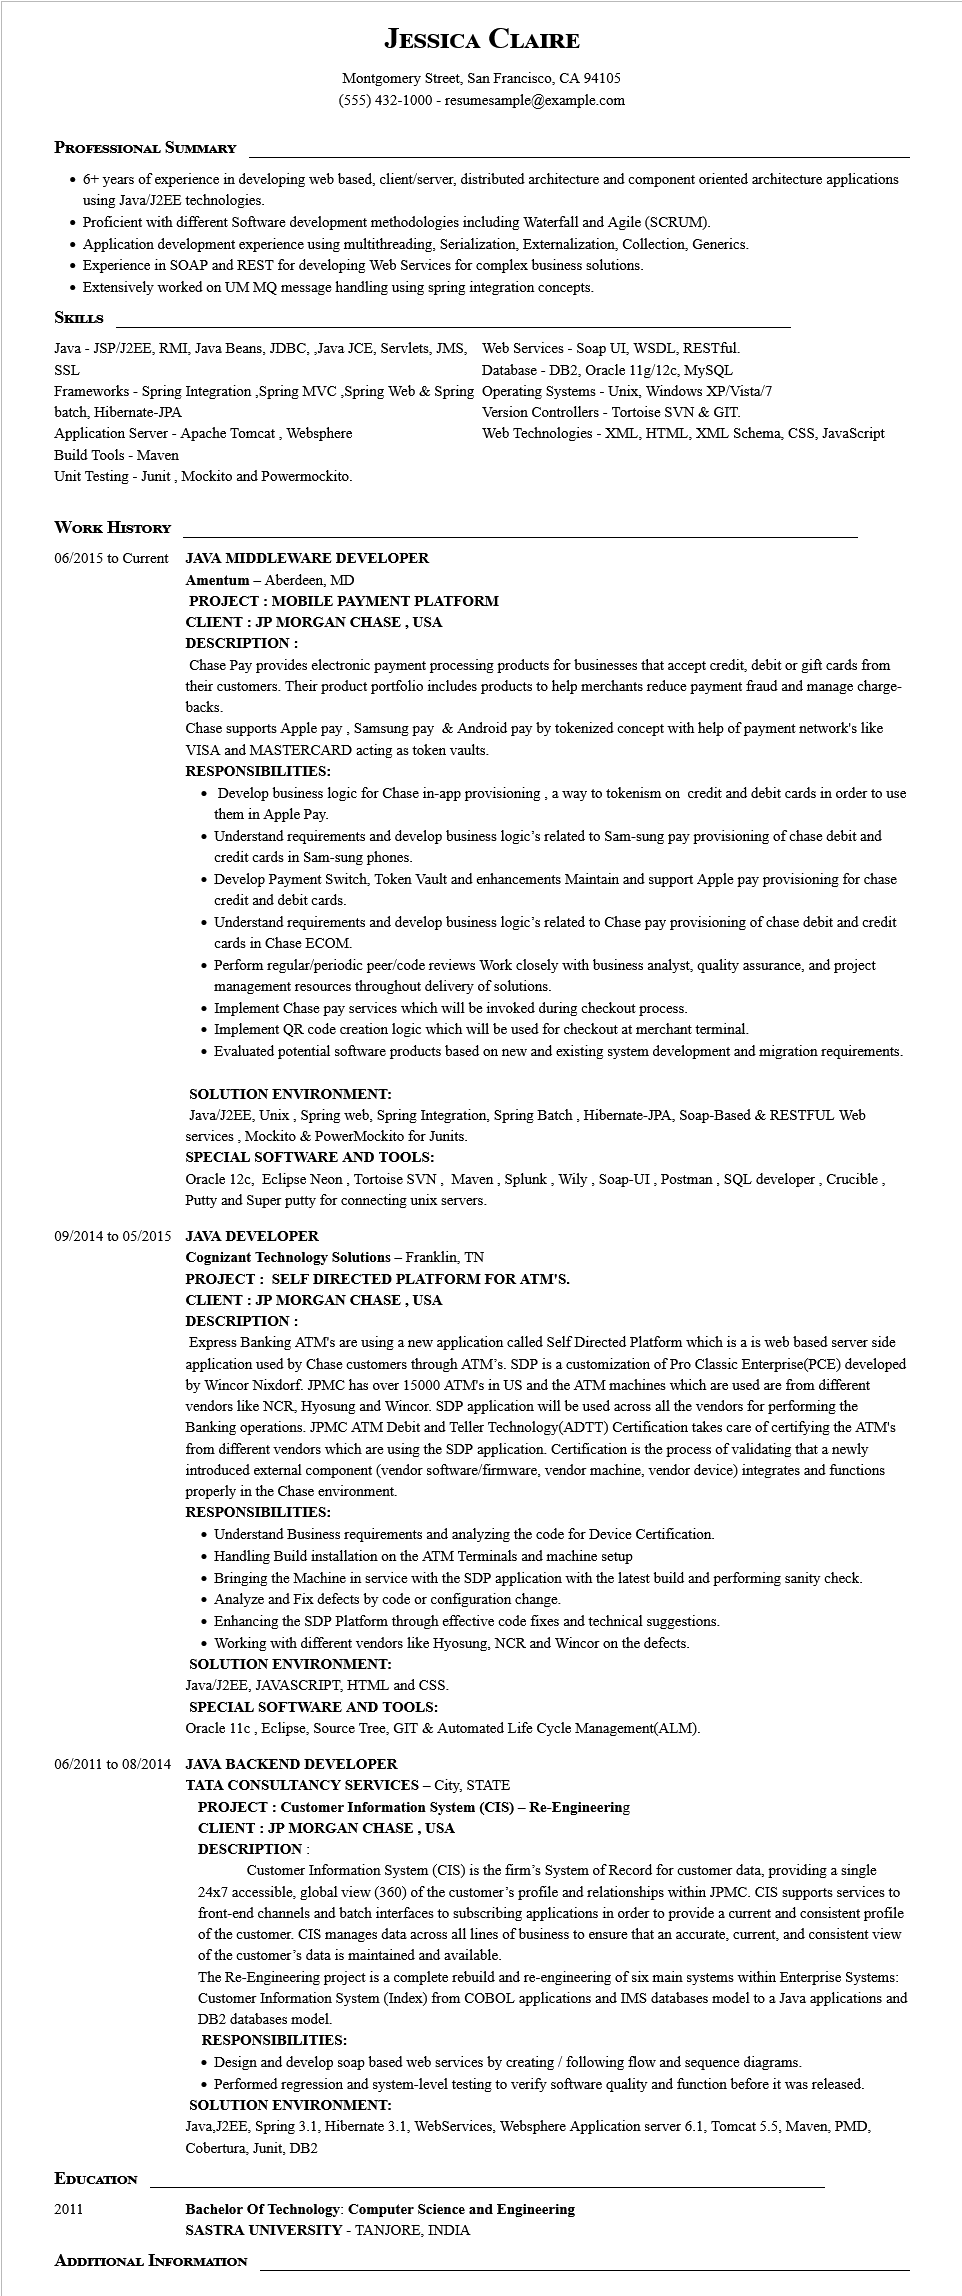 Jessica Claire
Montgomery Street, San Francisco, CA 94105
(555) 432-1000 - resumesample@example.com
Professional Summary
• 6+ years of experience in developing web based, client/server, distributed architecture and component oriented architecture applications
using Java/J2EE technologies.
• Proficient with different Software development methodologies including Waterfall and Agile (SCRUM).
• Application development experience using multithreading, Serialization, Externalization, Collection, Generics.
• Experience in SOAP and REST for developing Web Services for complex business solutions.
• Extensively worked on UM MQ message handling using spring integration concepts.
Skills
Java - JSP/J2EE, RMI, Java Beans, JDBC, ,Java JCE, Servlets, JMS,
SSL
Frameworks - Spring Integration ,Spring MVC ,Spring Web & Spring
batch, Hibernate-JPA
Application Server - Apache Tomcat , Websphere
Build Tools - Maven
Unit Testing - Junit , Mockito and Powermockito.
Web Services - Soap UI, WSDL, RESTful.
Database - DB2, Oracle 11g/12c, MySQL
Operating Systems - Unix, Windows XP/Vista/7
Version Controllers - Tortoise SVN & GIT.
Web Technologies - XML, HTML, XML Schema, CSS, JavaScript
Work History
06/2015 to Current JAVA MIDDLEWARE DEVELOPER
Amentum – Aberdeen, MD
PROJECT : MOBILE PAYMENT PLATFORM
CLIENT : JP MORGAN CHASE , USA
DESCRIPTION :
Chase Pay provides electronic payment processing products for businesses that accept credit, debit or gift cards from
their customers. Their product portfolio includes products to help merchants reduce payment fraud and manage charge-
backs.
Chase supports Apple pay , Samsung pay & Android pay by tokenized concept with help of payment network's like
VISA and MASTERCARD acting as token vaults.
RESPONSIBILITIES:
• Develop business logic for Chase in-app provisioning , a way to tokenism on credit and debit cards in order to use
them in Apple Pay.
• Understand requirements and develop business logic’s related to Sam-sung pay provisioning of chase debit and
credit cards in Sam-sung phones.
• Develop Payment Switch, Token Vault and enhancements Maintain and support Apple pay provisioning for chase
credit and debit cards.
• Understand requirements and develop business logic’s related to Chase pay provisioning of chase debit and credit
cards in Chase ECOM.
• Perform regular/periodic peer/code reviews Work closely with business analyst, quality assurance, and project
management resources throughout delivery of solutions.
• Implement Chase pay services which will be invoked during checkout process.
• Implement QR code creation logic which will be used for checkout at merchant terminal.
• Evaluated potential software products based on new and existing system development and migration requirements.
SOLUTION ENVIRONMENT:
Java/J2EE, Unix , Spring web, Spring Integration, Spring Batch , Hibernate-JPA, Soap-Based & RESTFUL Web
services , Mockito & PowerMockito for Junits.
SPECIAL SOFTWARE AND TOOLS:
Oracle 12c, Eclipse Neon , Tortoise SVN , Maven , Splunk , Wily , Soap-UI , Postman , SQL developer , Crucible ,
Putty and Super putty for connecting unix servers.
09/2014 to 05/2015 JAVA DEVELOPER
Cognizant Technology Solutions – Franklin, TN
PROJECT : SELF DIRECTED PLATFORM FOR ATM'S.
CLIENT : JP MORGAN CHASE , USA
DESCRIPTION :
Express Banking ATM's are using a new application called Self Directed Platform which is a is web based server side
application used by Chase customers through ATM’s. SDP is a customization of Pro Classic Enterprise(PCE) developed
by Wincor Nixdorf. JPMC has over 15000 ATM's in US and the ATM machines which are used are from different
vendors like NCR, Hyosung and Wincor. SDP application will be used across all the vendors for performing the
Banking operations. JPMC ATM Debit and Teller Technology(ADTT) Certification takes care of certifying the ATM's
from different vendors which are using the SDP application. Certification is the process of validating that a newly
introduced external component (vendor software/firmware, vendor machine, vendor device) integrates and functions
properly in the Chase environment.
RESPONSIBILITIES:
• Understand Business requirements and analyzing the code for Device Certification.
• Handling Build installation on the ATM Terminals and machine setup
• Bringing the Machine in service with the SDP application with the latest build and performing sanity check.
• Analyze and Fix defects by code or configuration change.
• Enhancing the SDP Platform through effective code fixes and technical suggestions.
• Working with different vendors like Hyosung, NCR and Wincor on the defects.
SOLUTION ENVIRONMENT:
Java/J2EE, JAVASCRIPT, HTML and CSS.
SPECIAL SOFTWARE AND TOOLS:
Oracle 11c , Eclipse, Source Tree, GIT & Automated Life Cycle Management(ALM).
06/2011 to 08/2014 JAVA BACKEND DEVELOPER
TATA CONSULTANCY SERVICES – City, STATE
PROJECT : Customer Information System (CIS) – Re-Engineering
CLIENT : JP MORGAN CHASE , USA
DESCRIPTION :
Customer Information System (CIS) is the firm’s System of Record for customer data, providing a single
24x7 accessible, global view (360) of the customer’s profile and relationships within JPMC. CIS supports services to
front-end channels and batch interfaces to subscribing applications in order to provide a current and consistent profile
of the customer. CIS manages data across all lines of business to ensure that an accurate, current, and consistent view
of the customer’s data is maintained and available.
The Re-Engineering project is a complete rebuild and re-engineering of six main systems within Enterprise Systems:
Customer Information System (Index) from COBOL applications and IMS databases model to a Java applications and
DB2 databases model.
RESPONSIBILITIES:
• Design and develop soap based web services by creating / following flow and sequence diagrams.
• Performed regression and system-level testing to verify software quality and function before it was released.
SOLUTION ENVIRONMENT:
Java,J2EE, Spring 3.1, Hibernate 3.1, WebServices, Websphere Application server 6.1, Tomcat 5.5, Maven, PMD,
Cobertura, Junit, DB2
Education
2011 Bachelor Of Technology: Computer Science and Engineering
SASTRA UNIVERSITY - TANJORE, INDIA
Additional Information